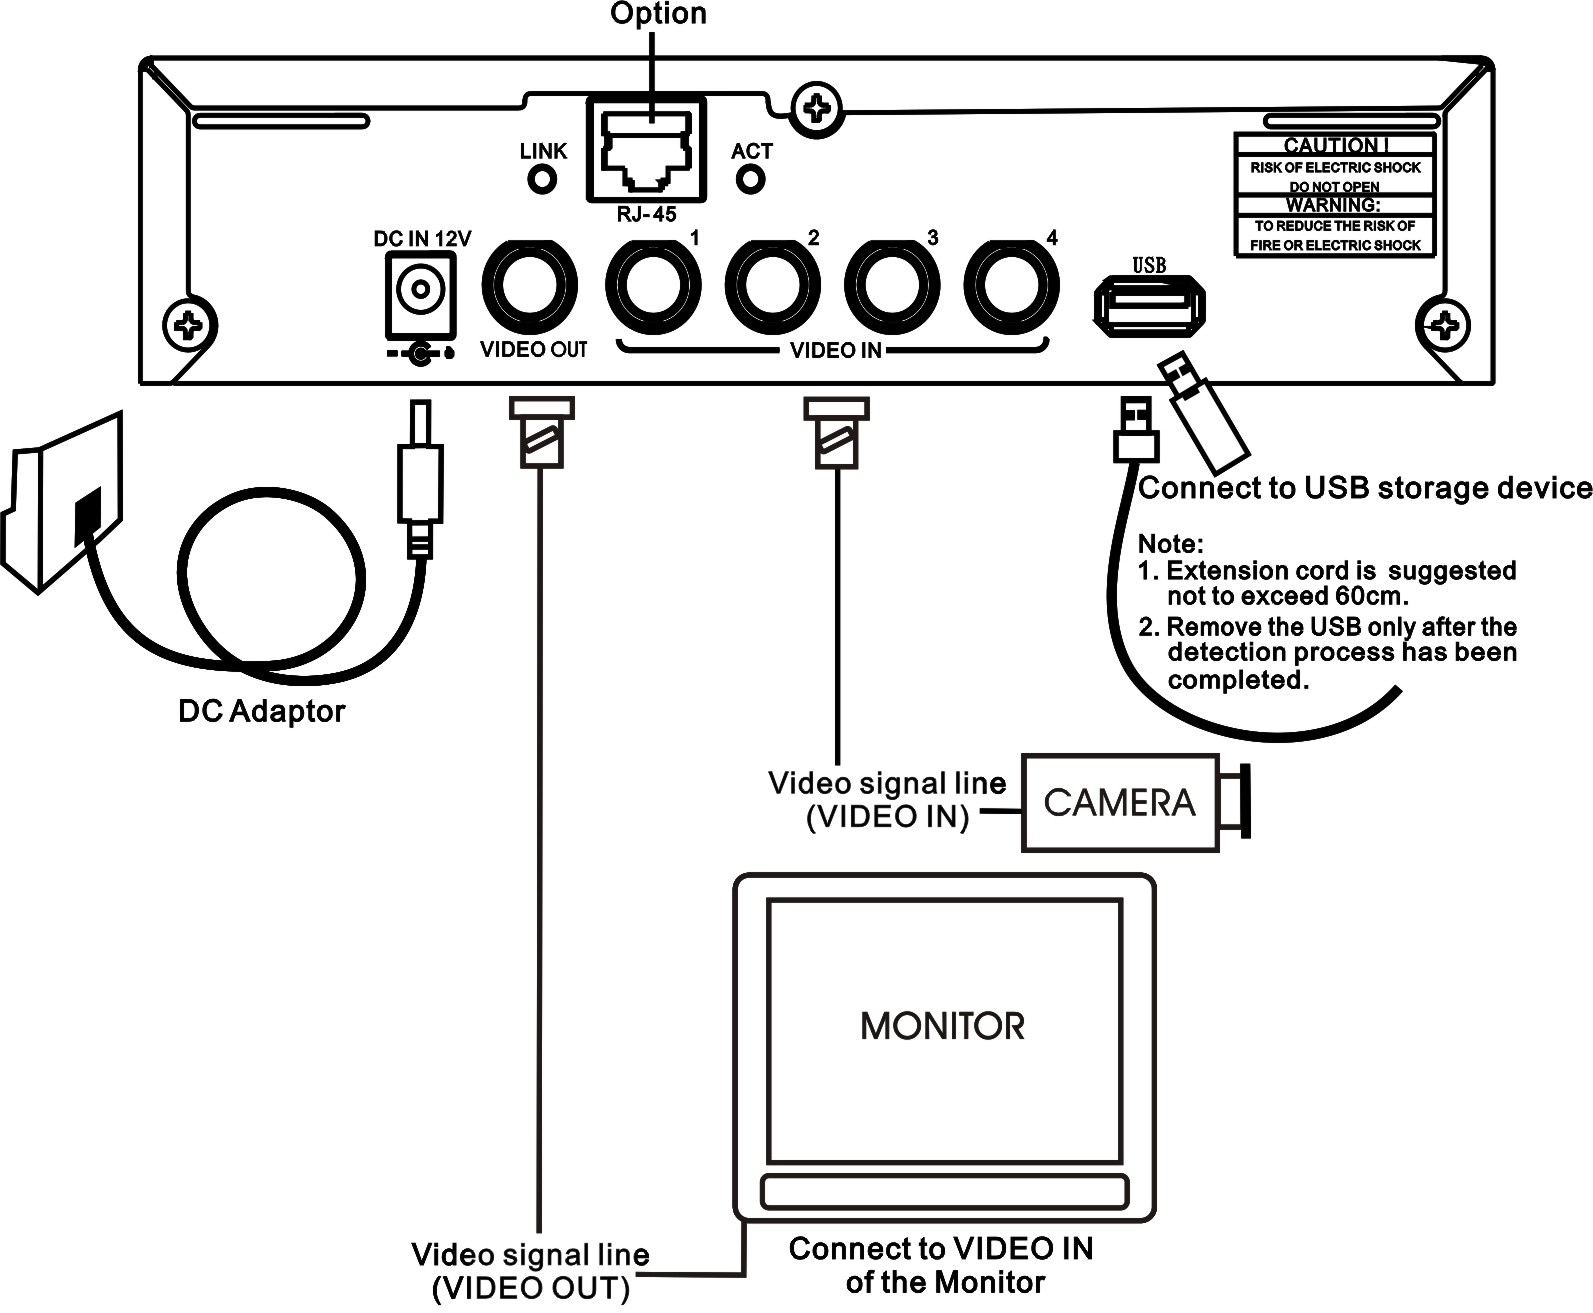 Option
LINK
ACT
RJ-45
CAUTION !
RISK OF ELECTRIC SHOCK
DO NOT OPEN
WARNING:
TO REDUCE THE RISK OF
FIRE OR ELECTRIC SHOCK
DC IN 12V
1
2
3
4
USB
VIDEO OUT
VIDEO IN
Connect to USB storage device
Note:
1. Extension cord is suggested
not to exceed 60cm.
2. Remove the USB only after the
detection process has been
completed.
DC Adaptor
Video signal line
(VIDEO IN)
CAMERA
MONITOR
Video signal line
(VIDEO OUT)
Connect to VIDEO IN
of the Monitor